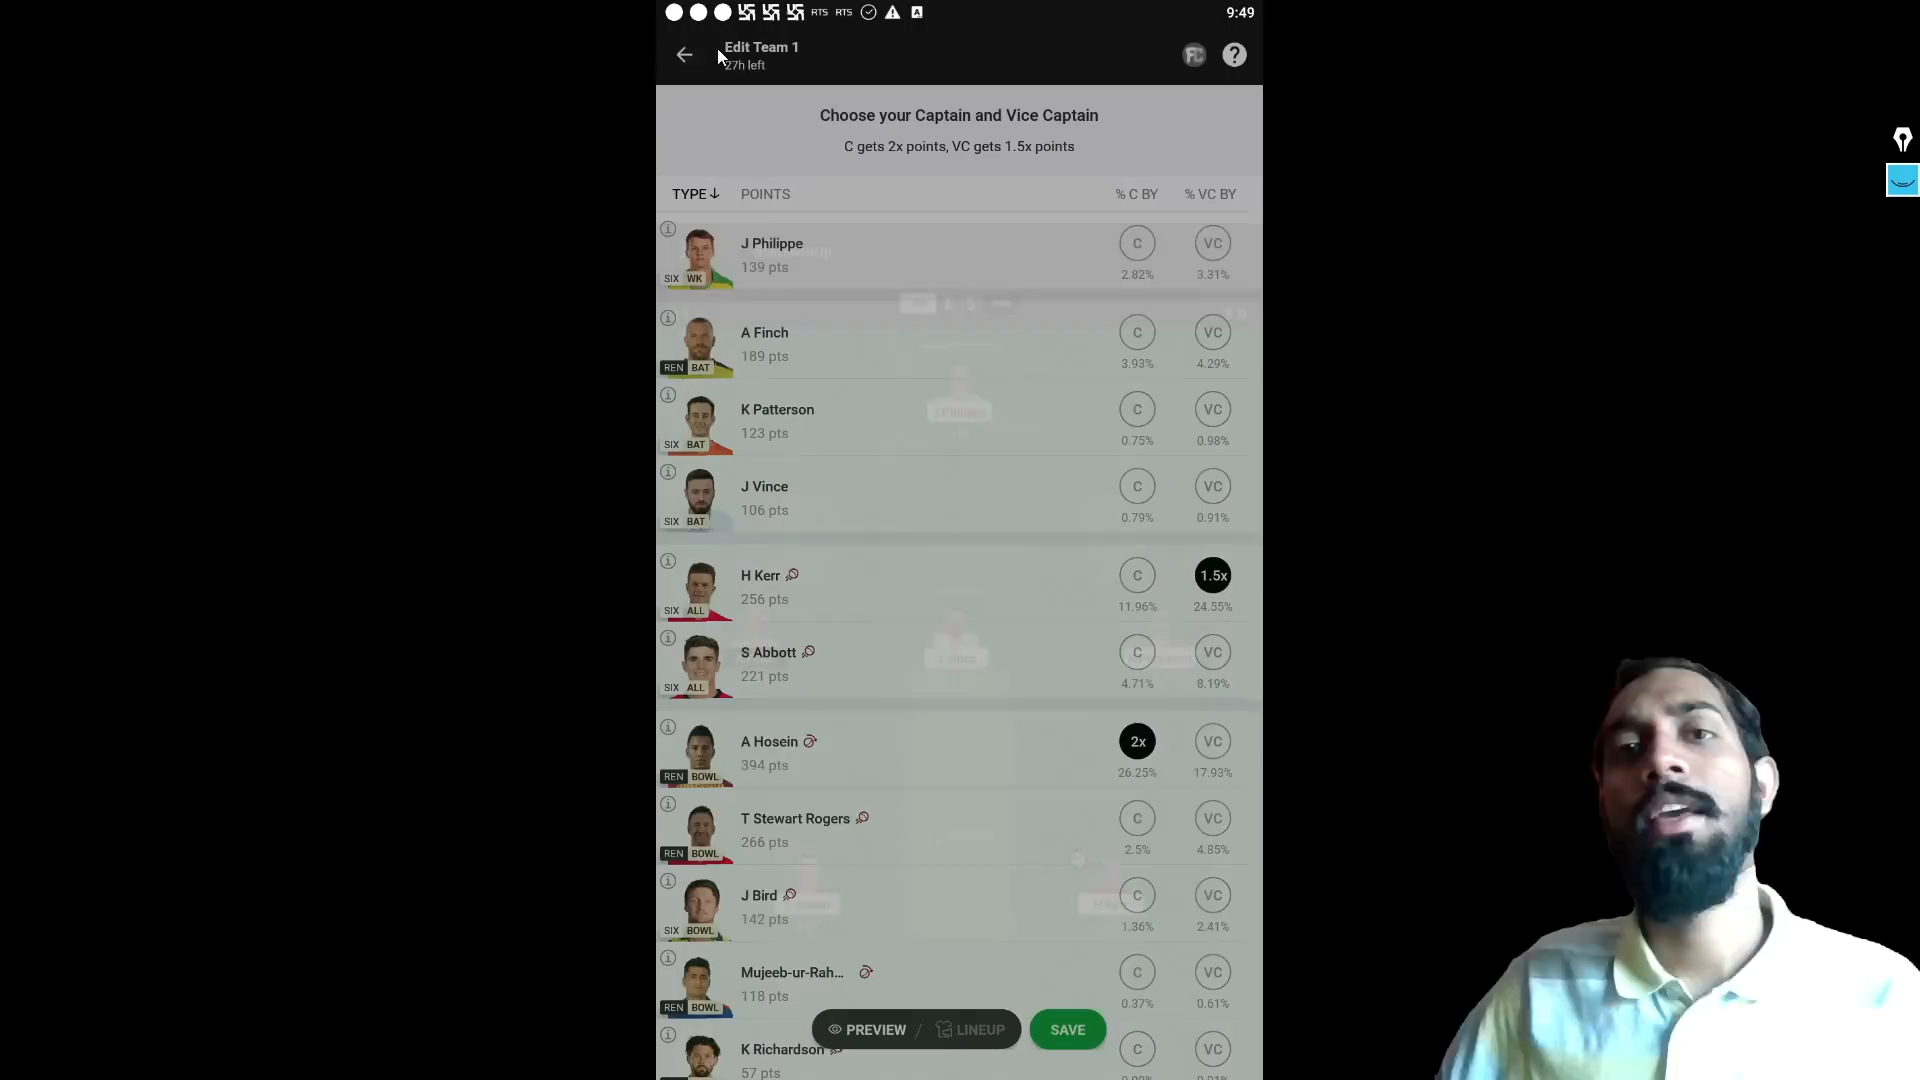 RTS RTS A 9:49
Edit Team 1
27h left
FC ?
Choose your Captain and Vice Captain
C gets 2x points, VC gets 1.5x points
TYPE↓ POINTS % C BY % VC BY
J Philippe C VC
139 pts 2.82% 3.31%
SIX WK
A Finch C VC
189 pts 3.93% 4.29%
REN BAT
J Philippe
K Patterson C VC
123 pts 0.75% 0.98%
SIX BAT
J Vince C VC
106 pts 0.79% 0.91%
SIX BAT
H Kerr C 1.5x
256 pts 11.96% 24.55%
SIX ALL
S Abbott C VC
221 pts 4.71% 8.19%
SIX ALL
A Hosein 2x VC
394 pts 26.25% 17.93%
REN BOWL
T Stewart Rogers C VC
266 pts 2.5% 4.85%
REN BOWL
J Bird C VC
142 pts 1.36% 2.41%
SIX BOWL
Mujeeb-ur-Rah... C VC
118 pts 0.37% 0.61%
REN BOWL
PREVIEW / LINEUP SAVE
K Richardson C VC
57 pts